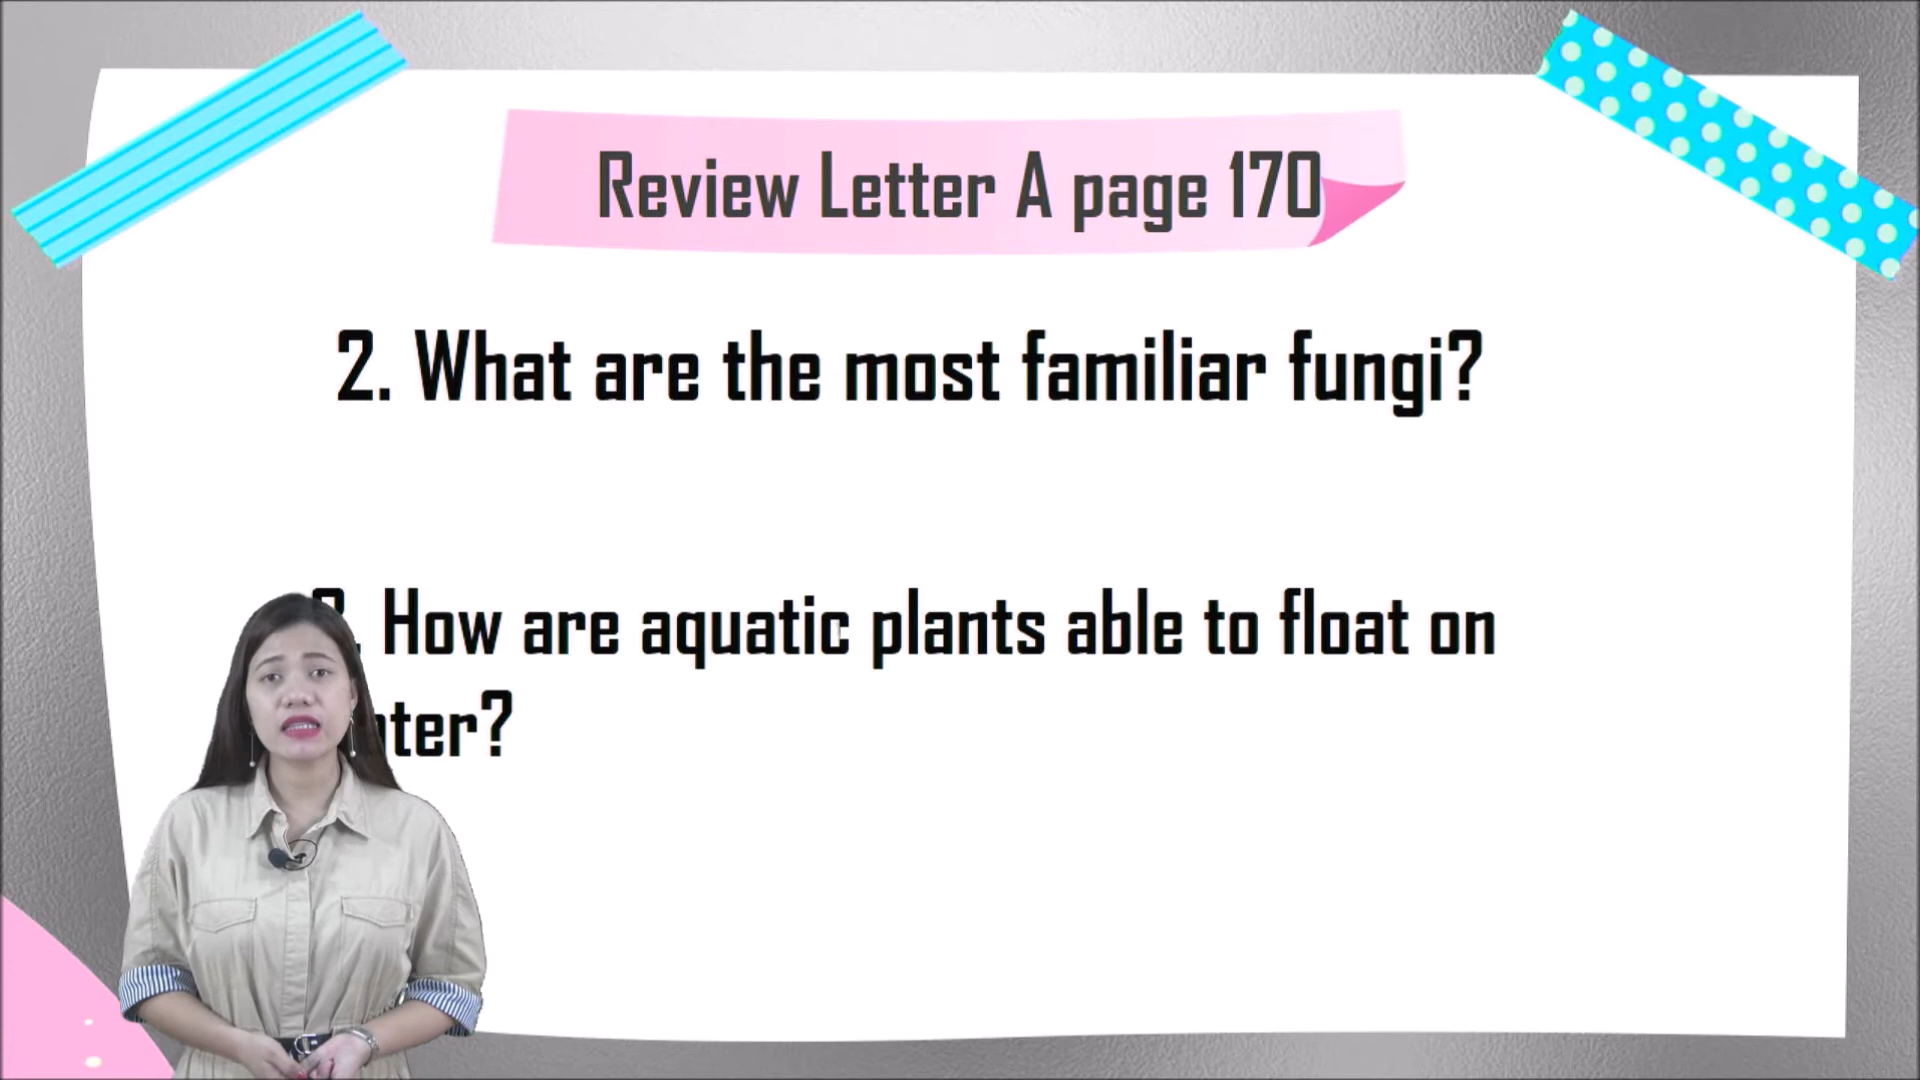 Review Letter A page 170
2. What are the most familiar fungi?
How are aquatic plants able to float on